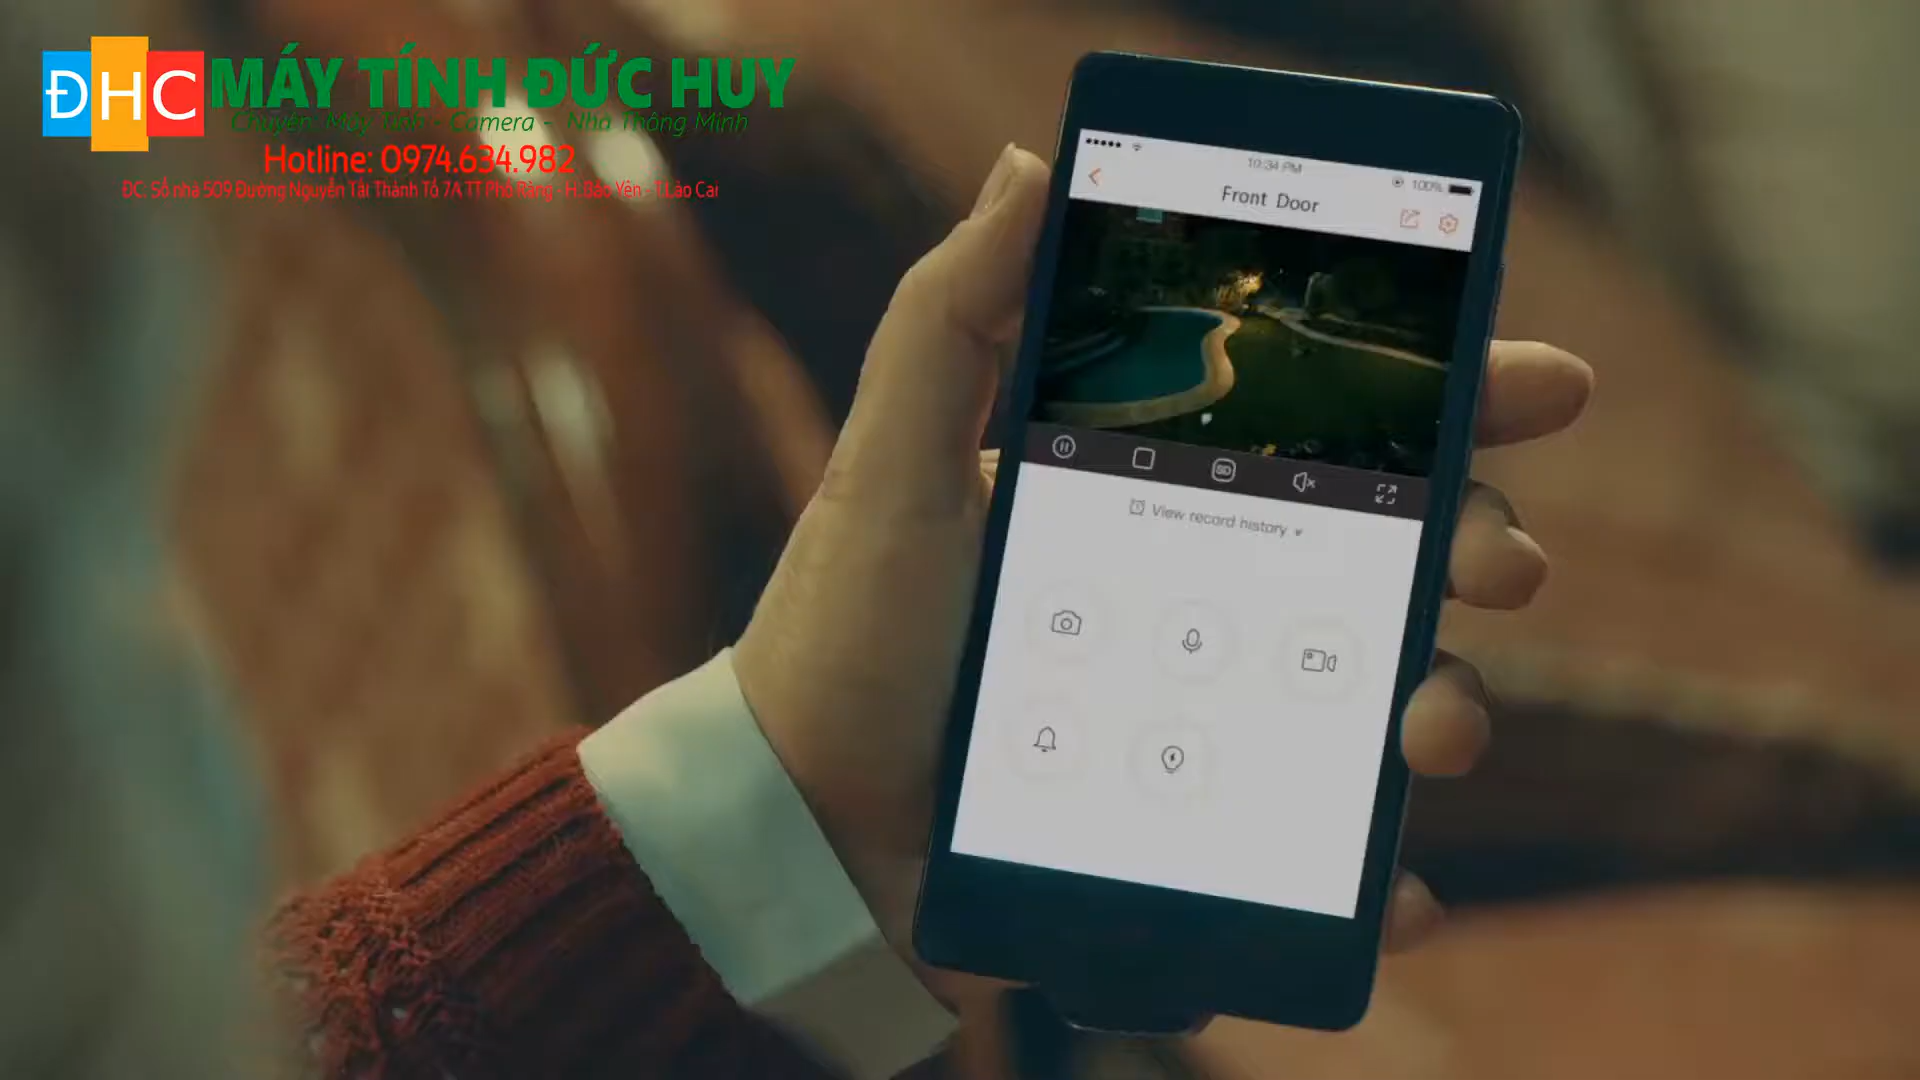 ĐHC
MÁY TÍNH ĐỨC HUY
Chuyên: Máy Tính - Camera - Nhà Thông Minh
Hotline: 0974.634.982
ĐC: Số nhà 509 Đường Nguyễn Tất Thành Tổ 7A TT Phố Ràng - H.Bảo Yên - T.Lào Cai
10:34 PM
100%
Front Door
SD
View record history